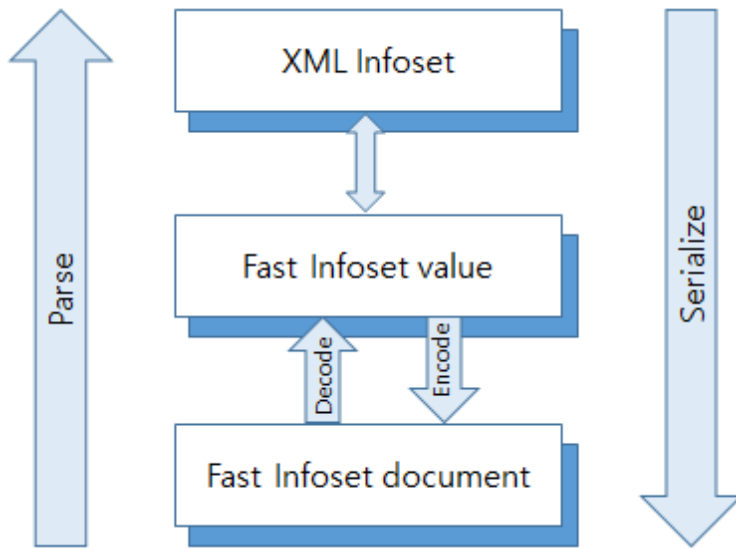 XML Infoset
Parse
Serialize
Fast Infoset value
Decode
Encode
Fast Infoset document